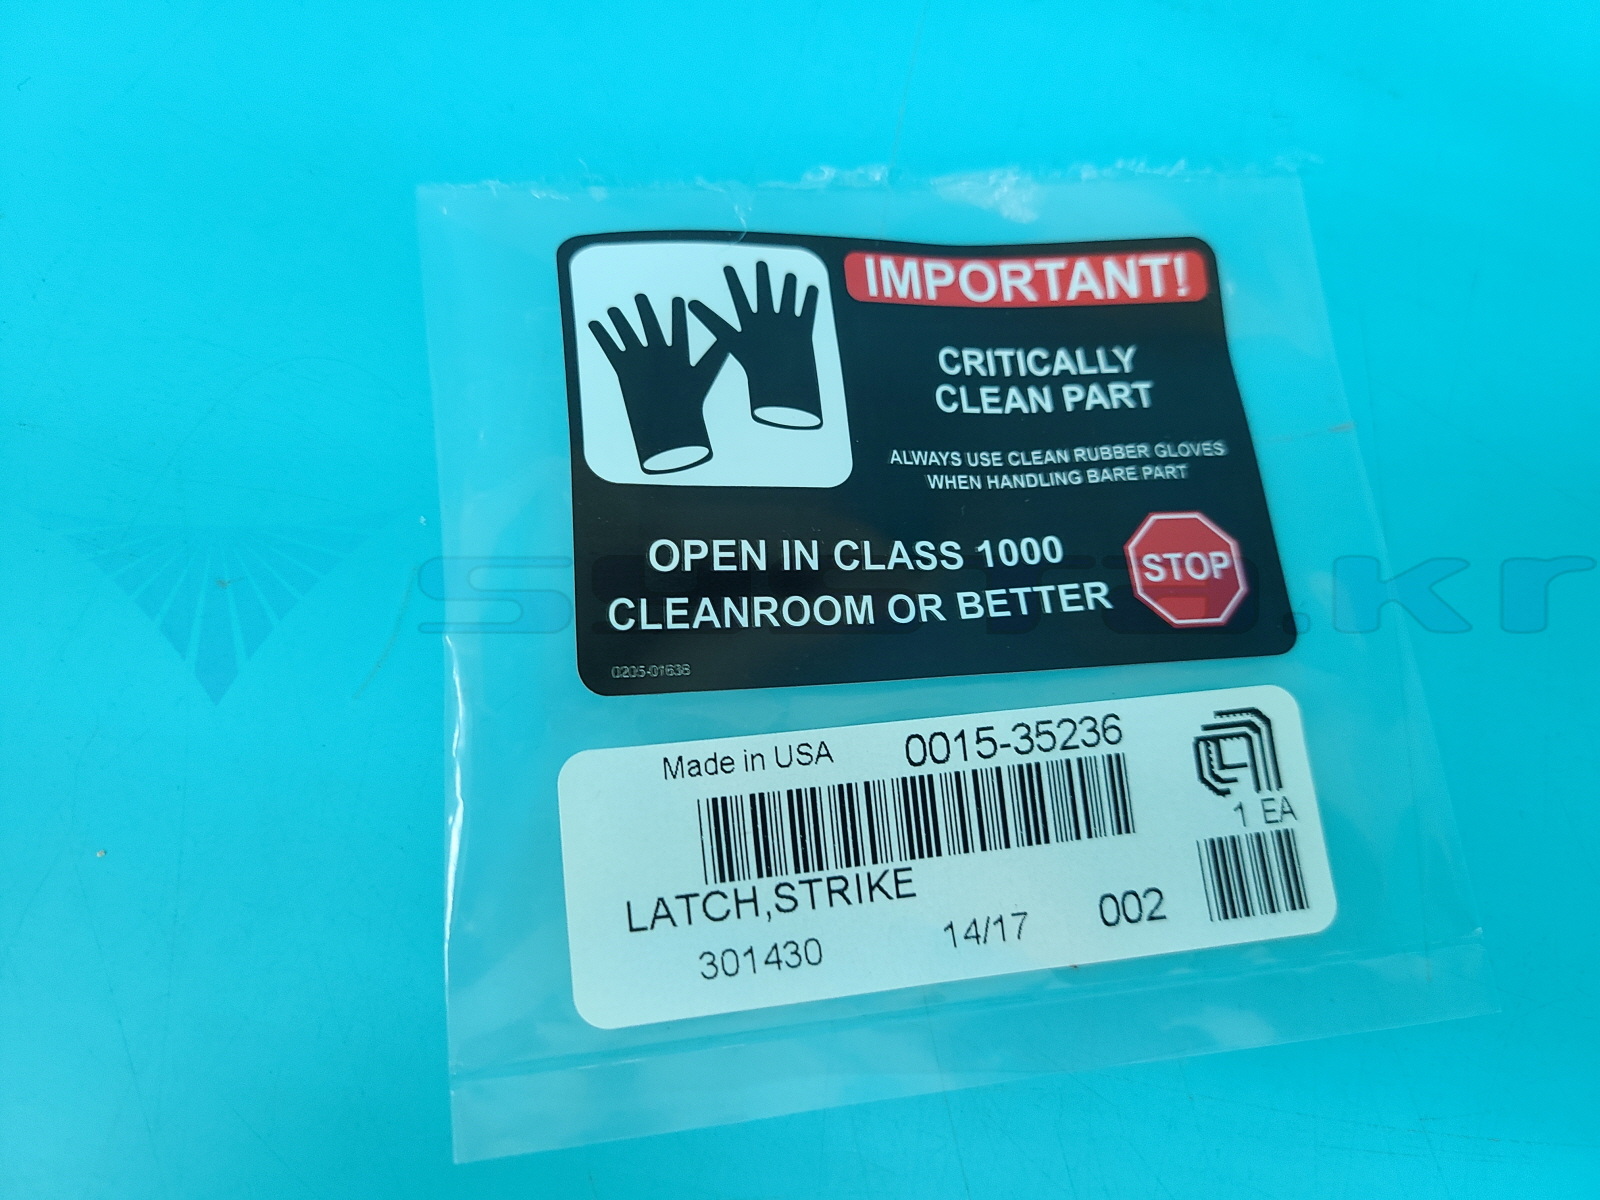 IMPORTANT!
CRITICALLY
CLEAN PART
ALWAYS USE CLEAN RUBBER GLOVES
WHEN HANDLING BARE PART
OPEN IN CLASS 1000
CLEANROOM OR BETTER
STOP
0205-01638
Made in USA
0015-35236
1 EA
LATCH,STRIKE
301430
14/17
002